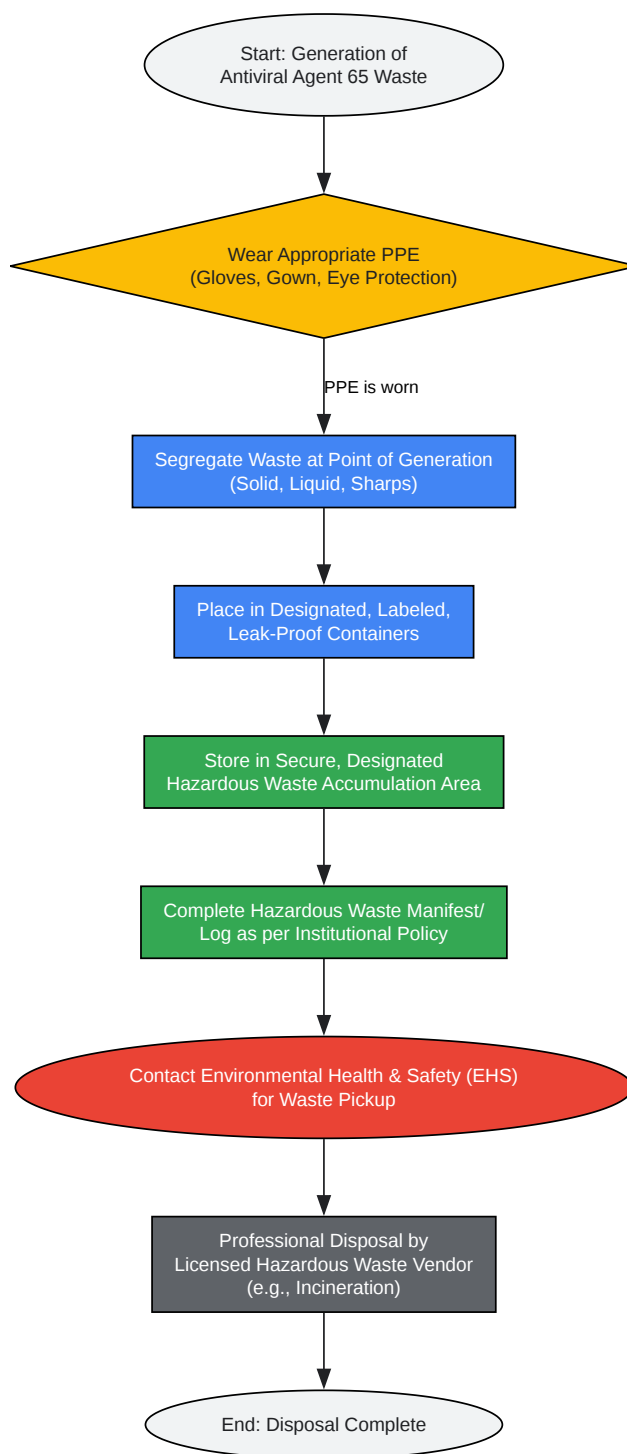 Start: Generation of
Antiviral Agent 65 Waste
Wear Appropriate PPE
(Gloves, Gown, Eye Protection)
PPE is worn
Segregate Waste at Point of Generation
(Solid, Liquid, Sharps)
Place in Designated, Labeled,
Leak-Proof Containers
Store in Secure, Designated
Hazardous Waste Accumulation Area
Complete Hazardous Waste Manifest/
Log as per Institutional Policy
Contact Environmental Health & Safety (EHS)
for Waste Pickup
Professional Disposal by
Licensed Hazardous Waste Vendor
(e.g., Incineration)
End: Disposal Complete